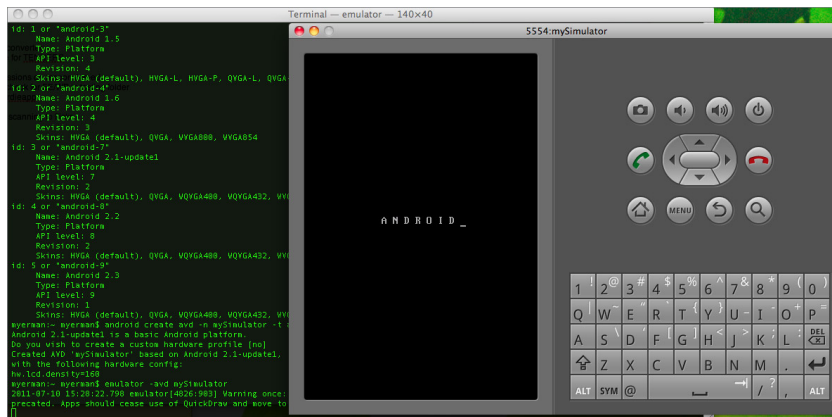 Terminal — emulator — 140×40
id: 1 or "android-3"
Name: Android 1.5
Type: Platform
API level: 3
Revision: 4
Skins: HVGA (default), HVGA-L, HVGA-P, QVGA-L, QVGA-
id: 2 or "android-4"
Name: Android 1.6
Type: Platform
API level: 4
Revision: 3
Skins: HVGA (default), QVGA, WVGA800, WVGA854
id: 3 or "android-7"
Name: Android 2.1-update1
Type: Platform
API level: 7
Revision: 2
Skins: HVGA (default), QVGA, WQVGA400, WQVGA432, WVG
id: 4 or "android-8"
Name: Android 2.2
Type: Platform
API level: 8
Revision: 2
Skins: HVGA (default), QVGA, WQVGA400, WQVGA432, WVG
id: 5 or "android-9"
Name: Android 2.3
Type: Platform
API level: 9
Revision: 1
Skins: HVGA (default), QVGA, WQVGA400, WQVGA432, WVG
myerman:~ myerman$ android create avd -n mySimulator -t
Android 2.1-update1 is a basic Android platform.
Do you wish to create a custom hardware profile [no]
Created AVD 'mySimulator' based on Android 2.1-update1,
with the following hardware config:
hw.lcd.density=160
myerman:~ myerman$ emulator -avd mySimulator
2011-07-10 15:28:22.790 emulator[4826:903] Warning once:
precated. Apps should cease use of QuickDraw and move to
5554:mySimulator
ANDROID_
MENU
1 ! 2 @ 3 # 4 $ 5 % 6 ^ 7 & 8 * 9 ( 0 )
Q | W ~ E " R ` T { Y } U _ I - O + P =
A S \ D ' F [ G ] H < J > K ; L : DEL
Z X C V B N M .
ALT SYM @ / ? , ALT